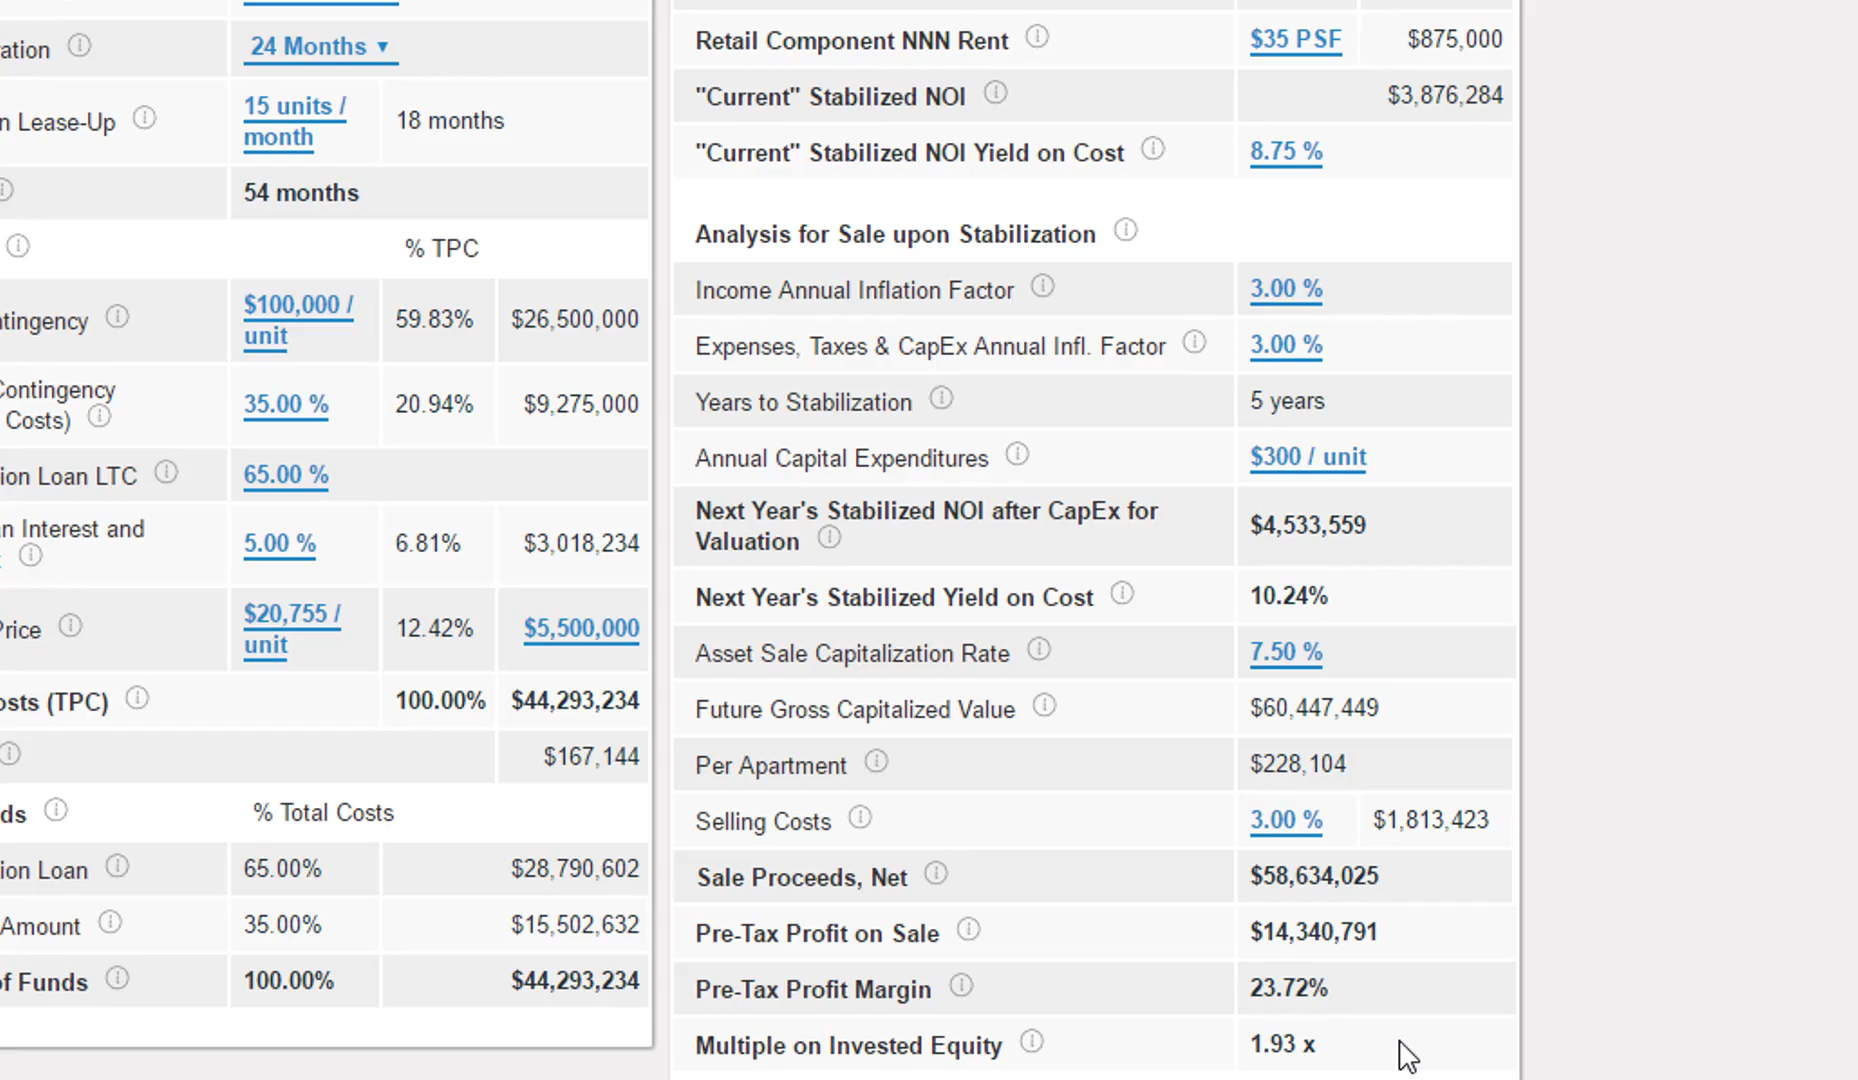 ation
24 Months ▼
n Lease-Up
15 units /
month
18 months
54 months
% TPC
ntingency
$100,000 /
unit
59.83%
$26,500,000
Contingency
Costs)
35.00 %
20.94%
$9,275,000
ion Loan LTC
65.00 %
an Interest and
5.00 %
6.81%
$3,018,234
Price
$20,755 /
unit
12.42%
$5,500,000
osts (TPC)
100.00%
$44,293,234
$167,144
ds
% Total Costs
ion Loan
65.00%
$28,790,602
Amount
35.00%
$15,502,632
of Funds
100.00%
$44,293,234
Retail Component NNN Rent
$35 PSF
$875,000
"Current" Stabilized NOI
$3,876,284
"Current" Stabilized NOI Yield on Cost
8.75 %
Analysis for Sale upon Stabilization
Income Annual Inflation Factor
3.00 %
Expenses, Taxes & CapEx Annual Infl. Factor
3.00 %
Years to Stabilization
5 years
Annual Capital Expenditures
$300 / unit
Next Year's Stabilized NOI after CapEx for
Valuation
$4,533,559
Next Year's Stabilized Yield on Cost
10.24%
Asset Sale Capitalization Rate
7.50 %
Future Gross Capitalized Value
$60,447,449
Per Apartment
$228,104
Selling Costs
3.00 %
$1,813,423
Sale Proceeds, Net
$58,634,025
Pre-Tax Profit on Sale
$14,340,791
Pre-Tax Profit Margin
23.72%
Multiple on Invested Equity
1.93 x